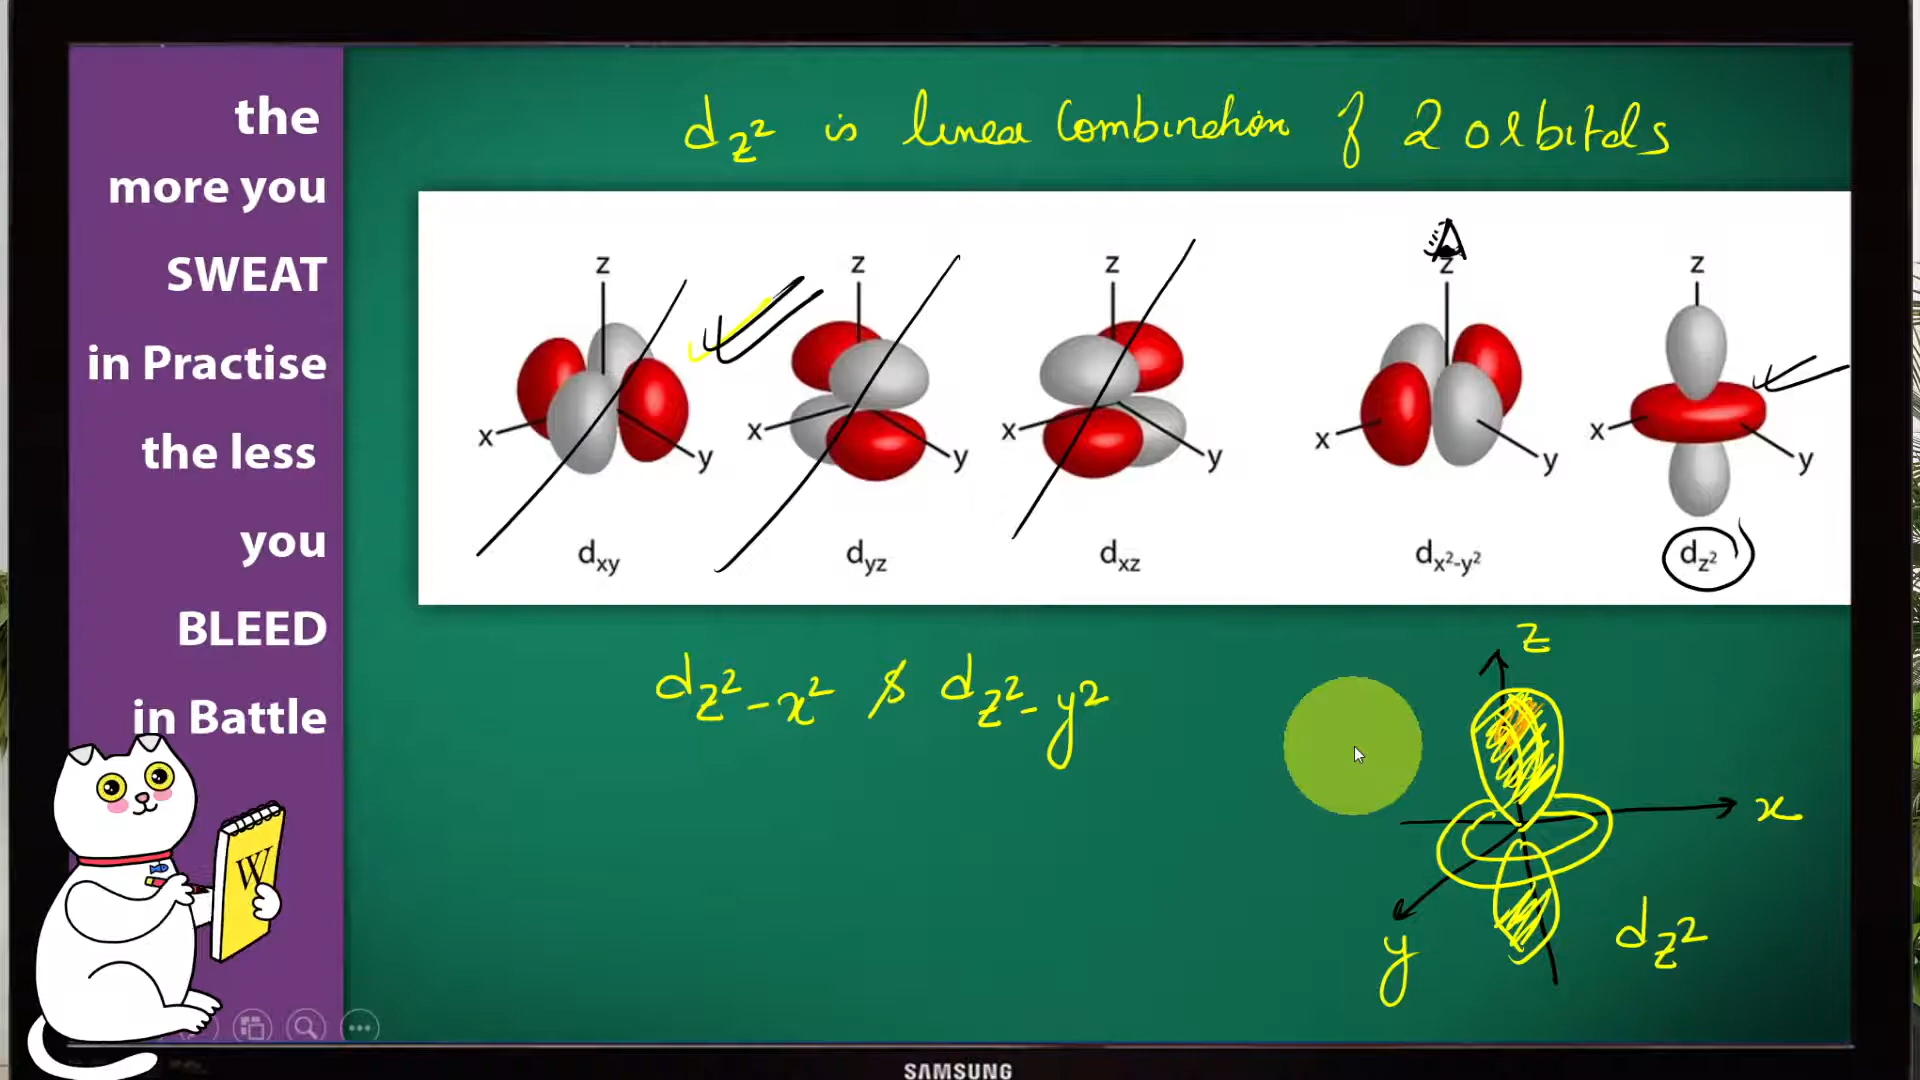 the
more you
SWEAT
in Practise
the less
you
BLEED
in Battle
W
dz² is linear Combination of 2 orbitals
z z z z z
x y x y x y x y x y
dxy dyz dxz dx²-y² dz²
dz²-x² & dz²-y²
z
x
y
dz²
SAMSUNG